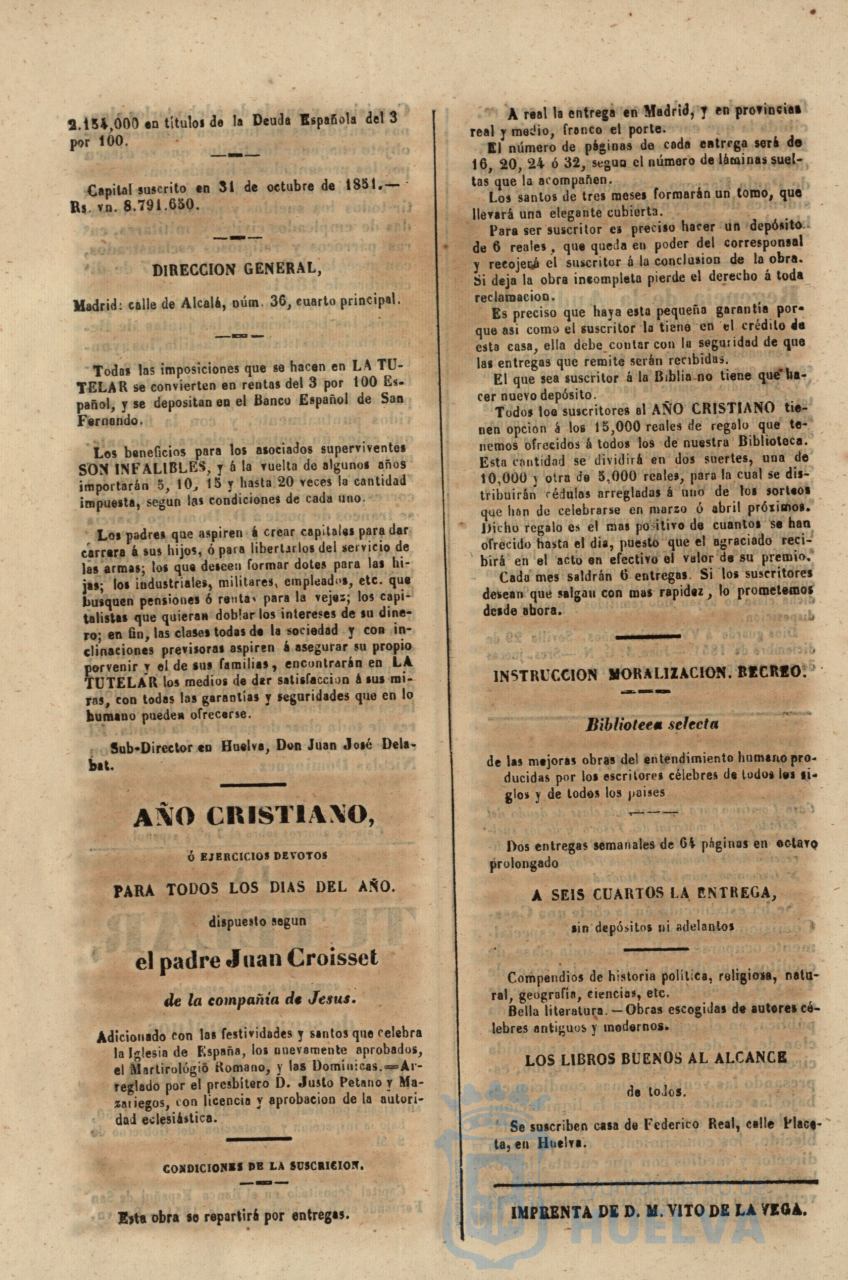 2.154,000 en títulos de la Deuda Española del 3
por 100.
Capital suscrito en 31 de octubre de 1851.—
Rs. vn. 8.791.650.
DIRECCION GENERAL,
Madrid: calle de Alcalá, núm. 36, cuarto principal.
Todas las imposiciones que se hacen en LA TU-
TELAR se convierten en rentas del 3 por 100 Es-
pañol, y se depositan en el Banco Español de San
Fernando.
Los beneficios para los asociados supervivientes
SON INFALIBLES, y á la vuelta de algunos años
importarán 5, 10, 15 y hasta 20 veces la cantidad
impuesta, segun las condiciones de cada uno.
Los padres que aspiren á crear capitales para dar
carrera á sus hijos, ó para libertarlos del servicio de
las armas; los que deseen formar dotes para las hi-
jas; los industriales, militares, empleados, etc. que
busquen pensiones ó rentas para la vejez; los capi-
talistas que quieran doblar los intereses de su dine-
ro; en fin, las clases todas de la sociedad y con in-
clinaciones previsoras aspiren á asegurar su propio
porvenir y el de sus familias, encontrarán en LA
TUTELAR los medios de dar satisfaccion á sus mi-
ras, con todas las garantias y seguridades que en lo
humano pueden ofrecerse.
Sub-Director en Huelva, Don Juan José Dela-
bat.
AÑO CRISTIANO,
ó EJERCICIOS DEVOTOS
PARA TODOS LOS DIAS DEL AÑO.
dispuesto segun
el padre Juan Croisset
de la compañía de Jesus.
Adicionado con las festividades y santos que celebra
la Iglesia de España, los nuevamente aprobados,
el Martirológio Romano, y las Dominicas.=Ar-
reglado por el presbítero D. Justo Petano y Ma-
zariegos, con licencia y aprobacion de la autori-
dad eclesiástica.
CONDICIONES DE LA SUSCRICION.
Esta obra se repartirá por entregas.
A real la entrega en Madrid, y en provincias
real y medio, franco el porte.
El número de páginas de cada entrega será de
16, 20, 24 ó 32, segun el número de láminas suel-
tas que la acompañen.
Los santos de tres meses formarán un tomo, que
llevará una elegante cubierta.
Para ser suscritor es preciso hacer un depósito
de 6 reales, que queda en poder del corresponsal
y recojerá el suscritor á la conclusion de la obra.
Si deja la obra incompleta pierde el derecho á toda
reclamacion.
Es preciso que haya esta pequeña garantía por-
que asi como el suscritor la tiene en el crédito de
esta casa, ella debe contar con la seguridad de que
las entregas que remite serán recibidas.
El que sea suscritor á la Biblia no tiene que ha-
cer nuevo depósito.
Todos los suscritores al AÑO CRISTIANO tie-
nen opcion á los 15,000 reales de regalo que te-
nemos ofrecidos á todos los de nuestra Biblioteca.
Esta cantidad se dividirá en dos suertes, una de
10,000 y otra de 5,000 reales, para la cual se dis-
tribuirán cédulas arregladas á uno de los sorteos
que han de celebrarse en marzo ó abril próximos.
Dicho regalo es el mas positivo de cuantos se han
ofrecido hasta el dia, puesto que el agraciado reci-
birá en el acto en efectivo el valor de su premio.
Cada mes saldrán 6 entregas. Si los suscritores
desean que salgan con mas rapidez, lo prometemos
desde ahora.
INSTRUCCION MORALIZACION. RECREO.
Biblioteca selecta
de las mejoras obras del entendimiento humano pro-
ducidas por los escritores célebres de todos los si-
glos y de todos los paises
Dos entregas semanales de 64 páginas en octavo
prolongado
A SEIS CUARTOS LA ENTREGA,
sin depósitos ni adelantos
Compendios de historia política, religiosa, natu-
ral, geografía, ciencias, etc.
Bella literatura.—Obras escogidas de autores cé-
lebres antiguos y modernos.
LOS LIBROS BUENOS AL ALCANCE
de todos.
Se suscriben casa de Federico Real, calle Place-
ta, en Huelva.
IMPRENTA DE D. M. VITO DE LA VEGA.
HUELVA